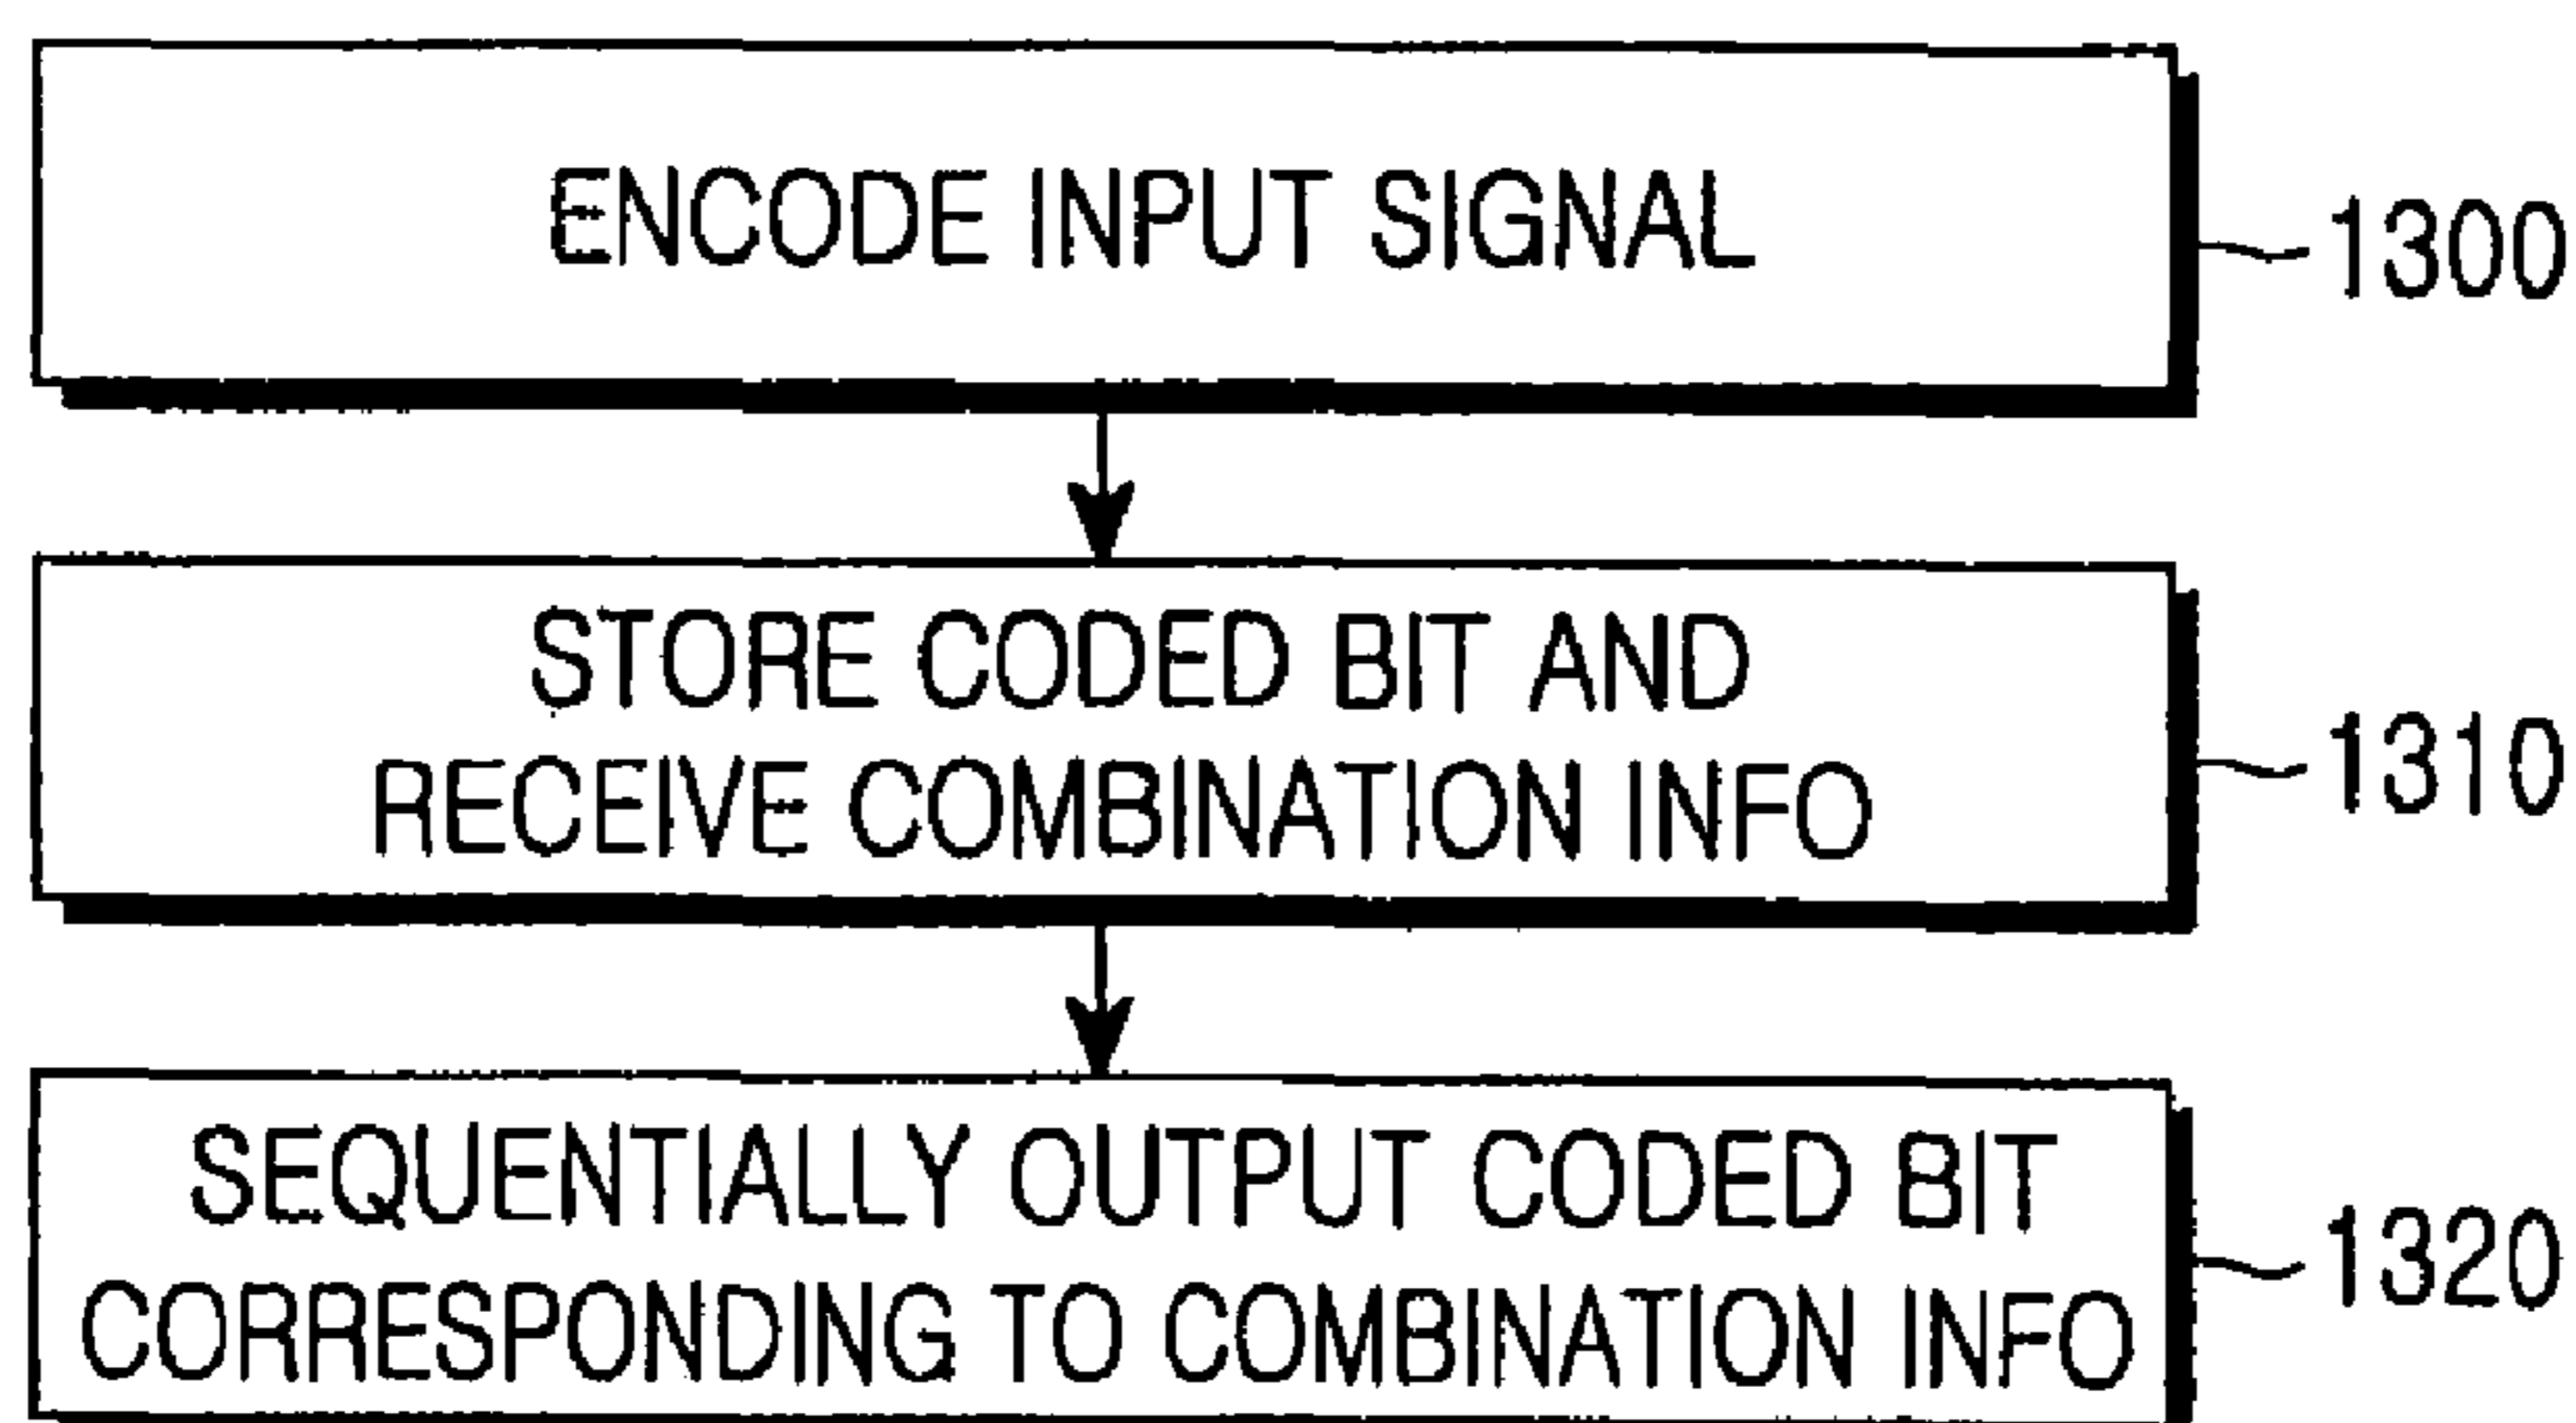 ENCODE INPUT SIGNAL
1300
STORE CODED BIT AND
RECEIVE COMBINATION INFO
1310
SEQUENTIALLY OUTPUT CODED BIT
CORRESPONDING TO COMBINATION INFO
1320